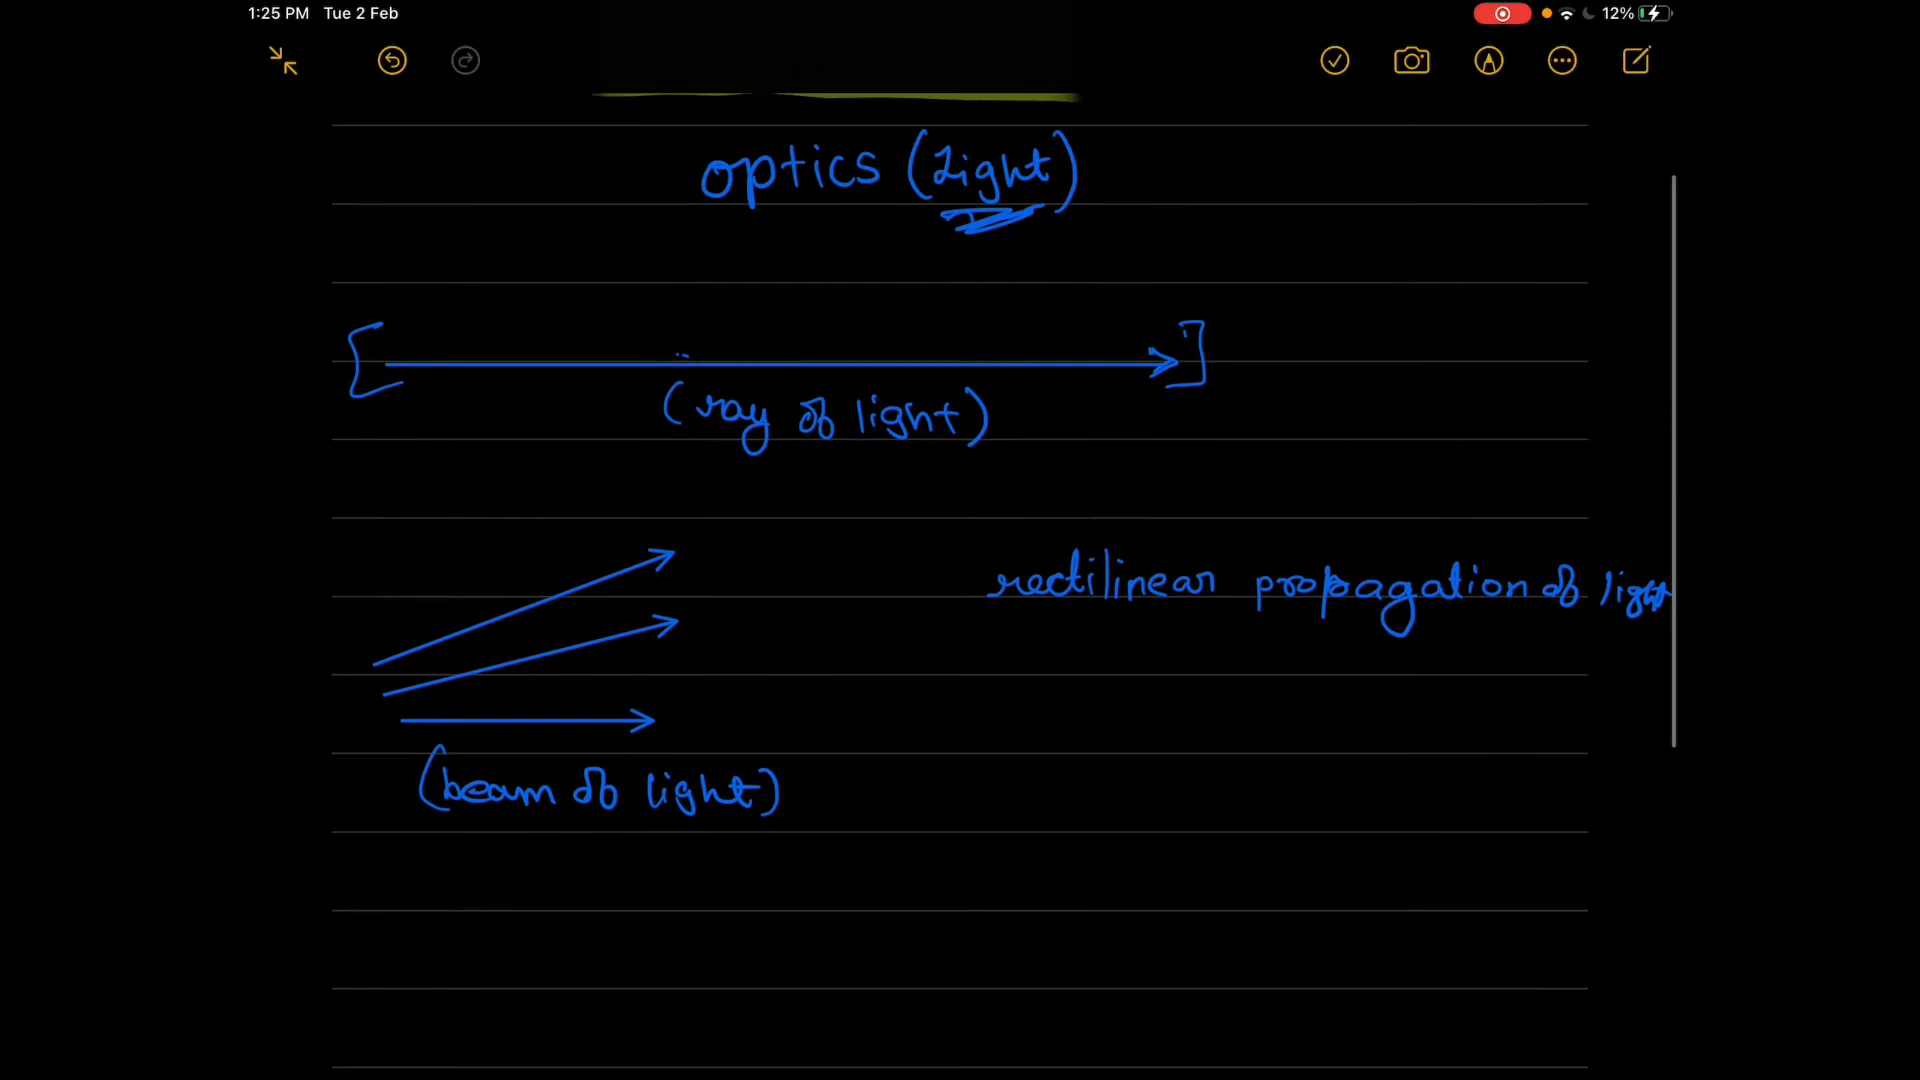 1:25 PM Tue 2 Feb 12%
optics (Light)
(ray of light)
rectilinear propagation of light
(beam of light)